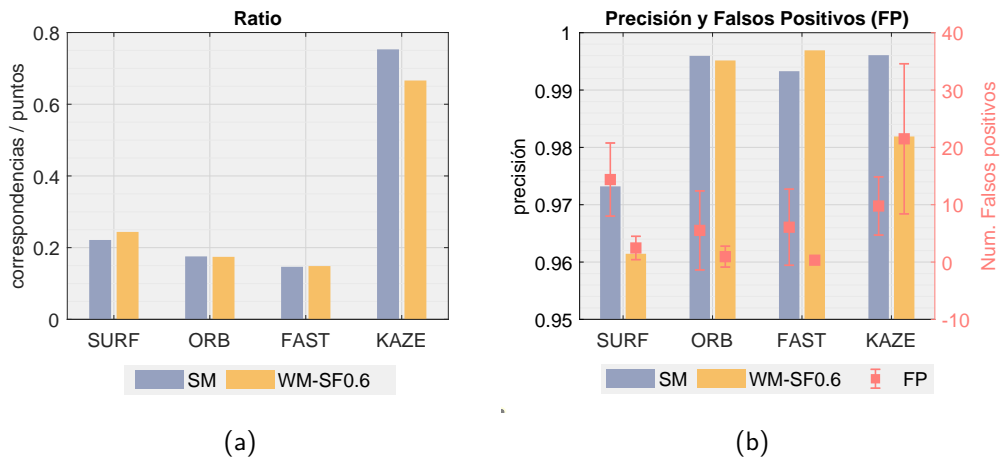 Ratio
0.8
0.6
0.4
0.2
0
correspondencias / puntos
SURF ORB FAST KAZE
SM WM-SF0.6
(a)
Precisión y Falsos Positivos (FP)
1
0.99
0.98
0.97
0.96
0.95
precisión
40
30
20
10
0
-10
Num. Falsos positivos
SURF ORB FAST KAZE
SM WM-SF0.6 FP
(b)